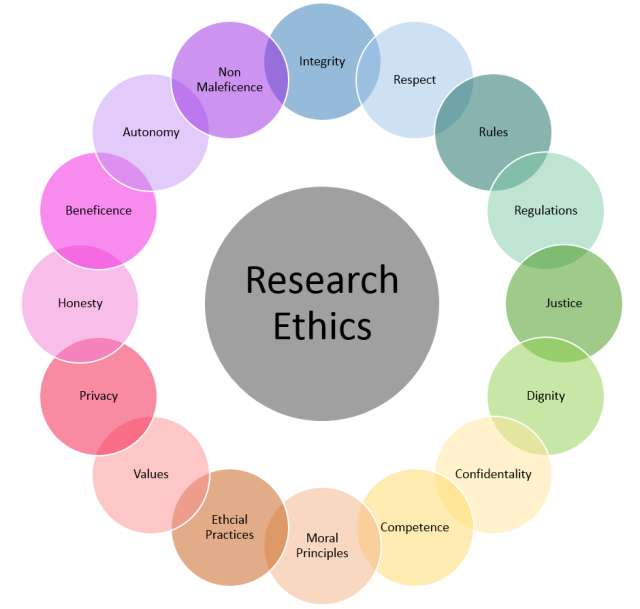 Research
Ethics
Integrity
Respect
Rules
Regulations
Justice
Dignity
Confidentality
Competence
Moral
Principles
Ethcial
Practices
Values
Privacy
Honesty
Beneficence
Autonomy
Non
Maleficence